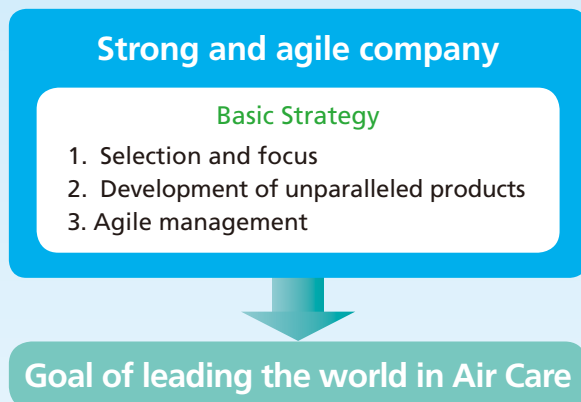 Strong and agile company
Basic Strategy
1. Selection and focus
2. Development of unparalleled products
3. Agile management
Goal of leading the world in Air Care